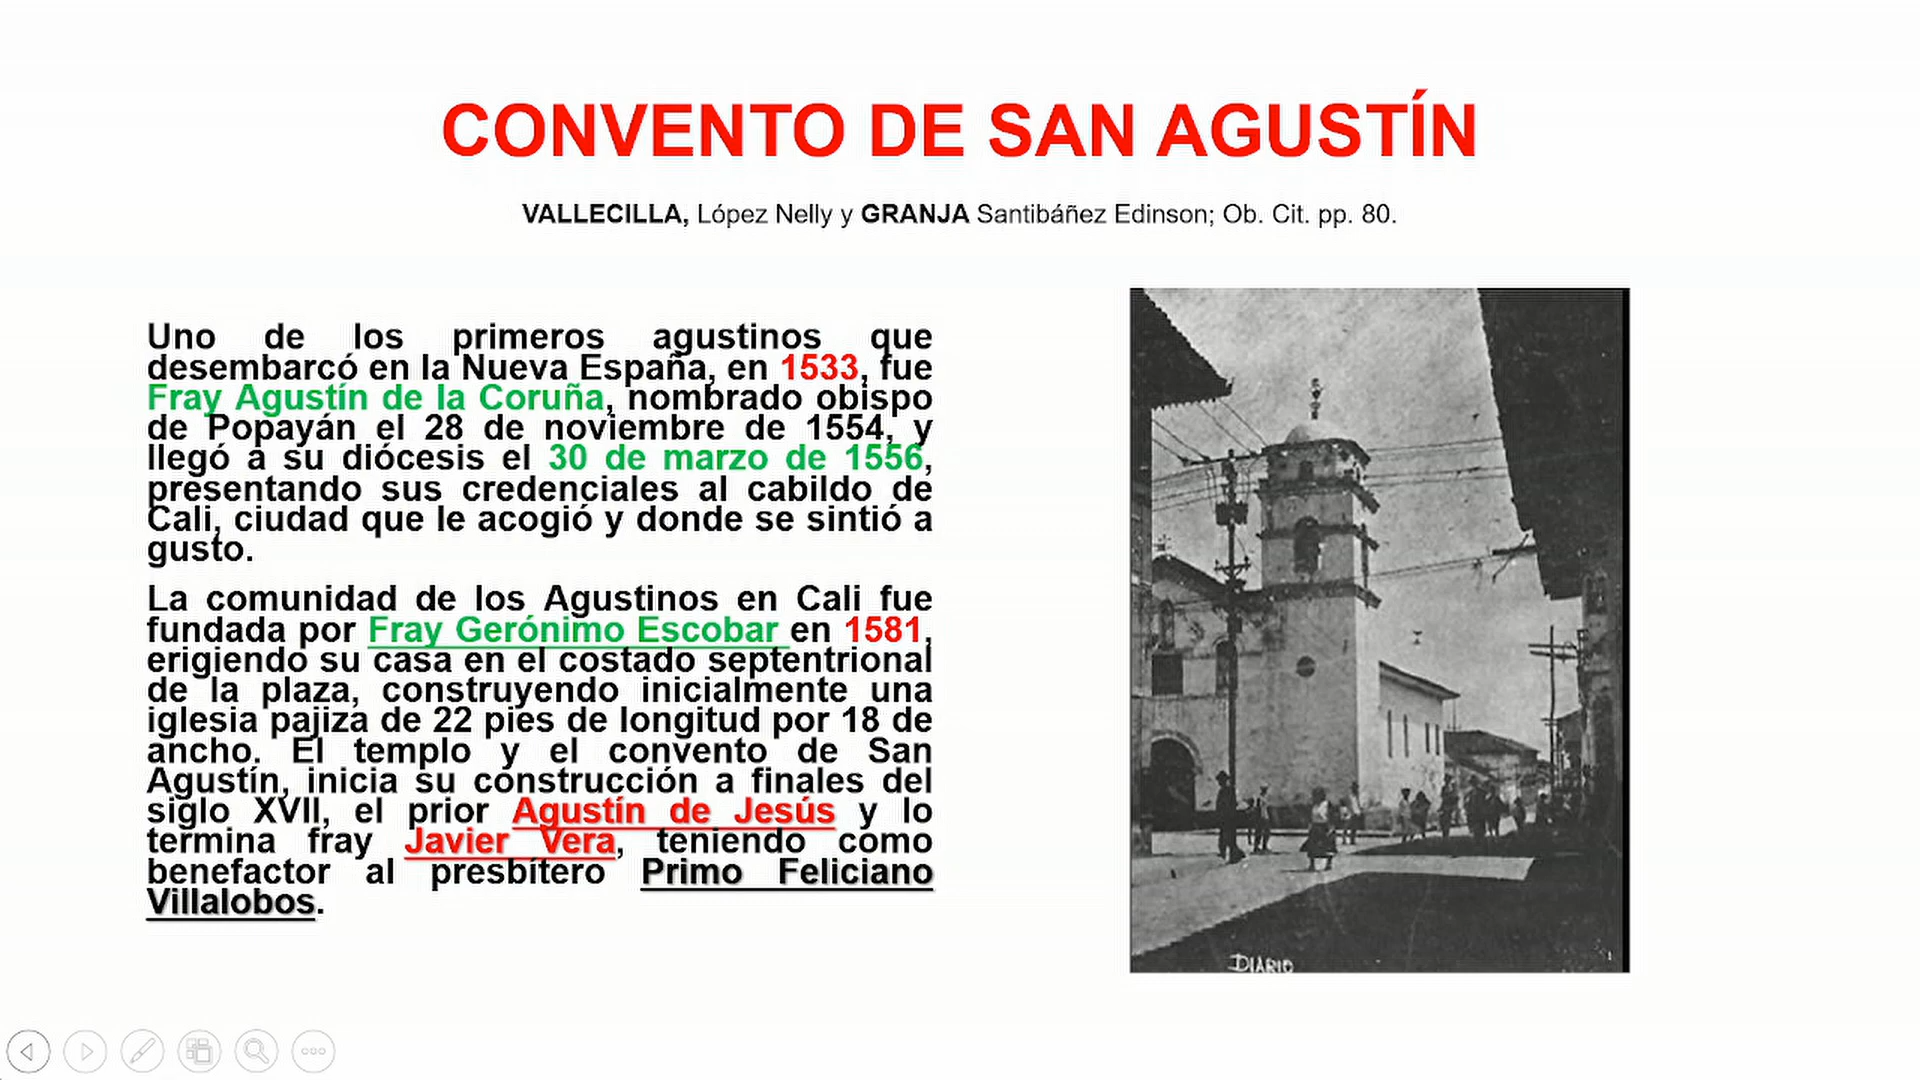 CONVENTO DE SAN AGUSTÍN
VALLECILLA, López Nelly y GRANJA Santibáñez Edinson; Ob. Cit. pp. 80.
Uno de los primeros agustinos que
desembarcó en la Nueva España, en 1533, fue
Fray Agustín de la Coruña, nombrado obispo
de Popayán el 28 de noviembre de 1554, y
llegó a su diócesis el 30 de marzo de 1556,
presentando sus credenciales al cabildo de
Cali, ciudad que le acogió y donde se sintió a
gusto.
La comunidad de los Agustinos en Cali fue
fundada por Fray Gerónimo Escobar en 1581,
erigiendo su casa en el costado septentrional
de la plaza, construyendo inicialmente una
iglesia pajiza de 22 pies de longitud por 18 de
ancho. El templo y el convento de San
Agustín, inicia su construcción a finales del
siglo XVII, el prior Agustín de Jesús y lo
termina fray Javier Vera, teniendo como
benefactor al presbítero Primo Feliciano
Villalobos.
DIARIO